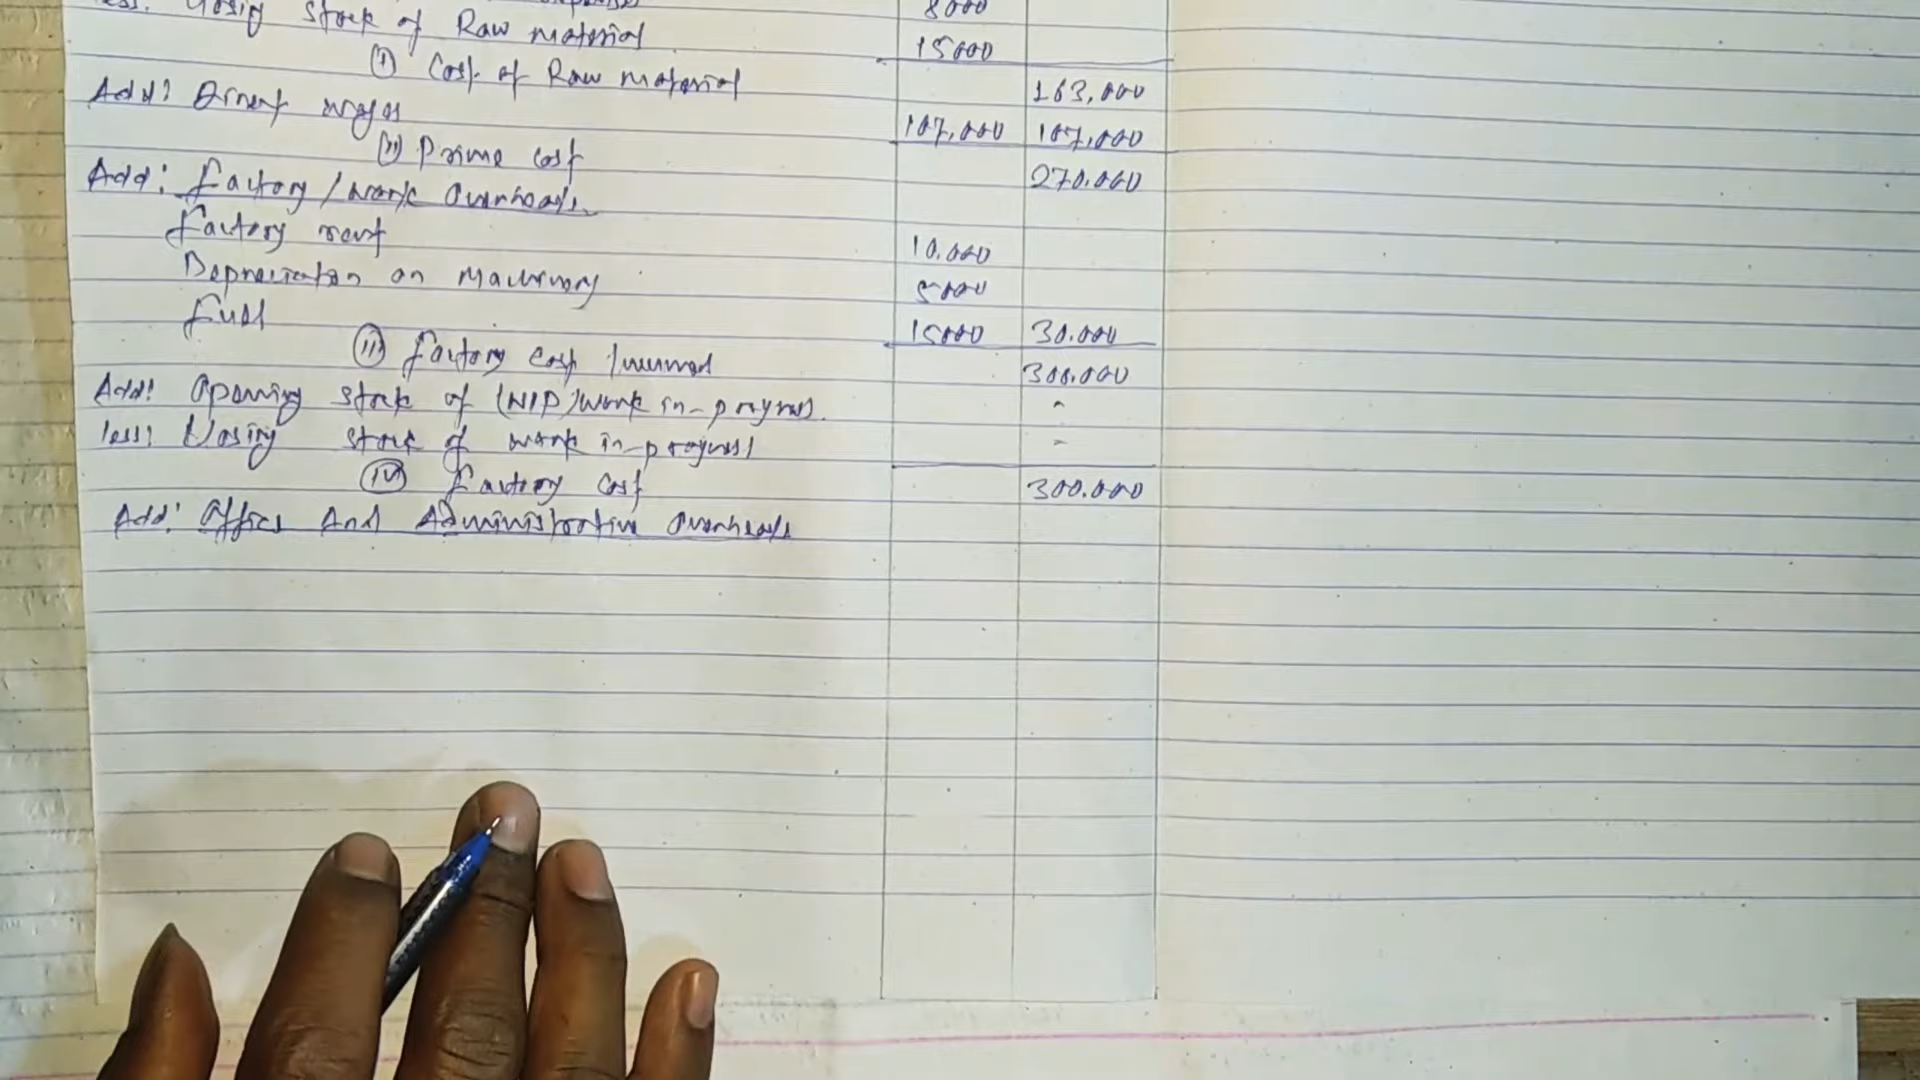 less: Closing Stock of Raw material 8000
15000
(i) Cost of Raw material 163,000
Add: Direct wages 107,000 107,000
(ii) Prime Cost 270.000
Add: Factory/work Overheads
Factory rent 10.000
Depreciation on Machinery 5000
Fuel 15000 30.000
(iii) Factory Cost Incurred 300.000
Add: Opening Stock of (WIP) work in-progress. -
less: Closing Stock of work in-progress -
(iv) Factory Cost 300.000
Add: Office And Administrative Overheads